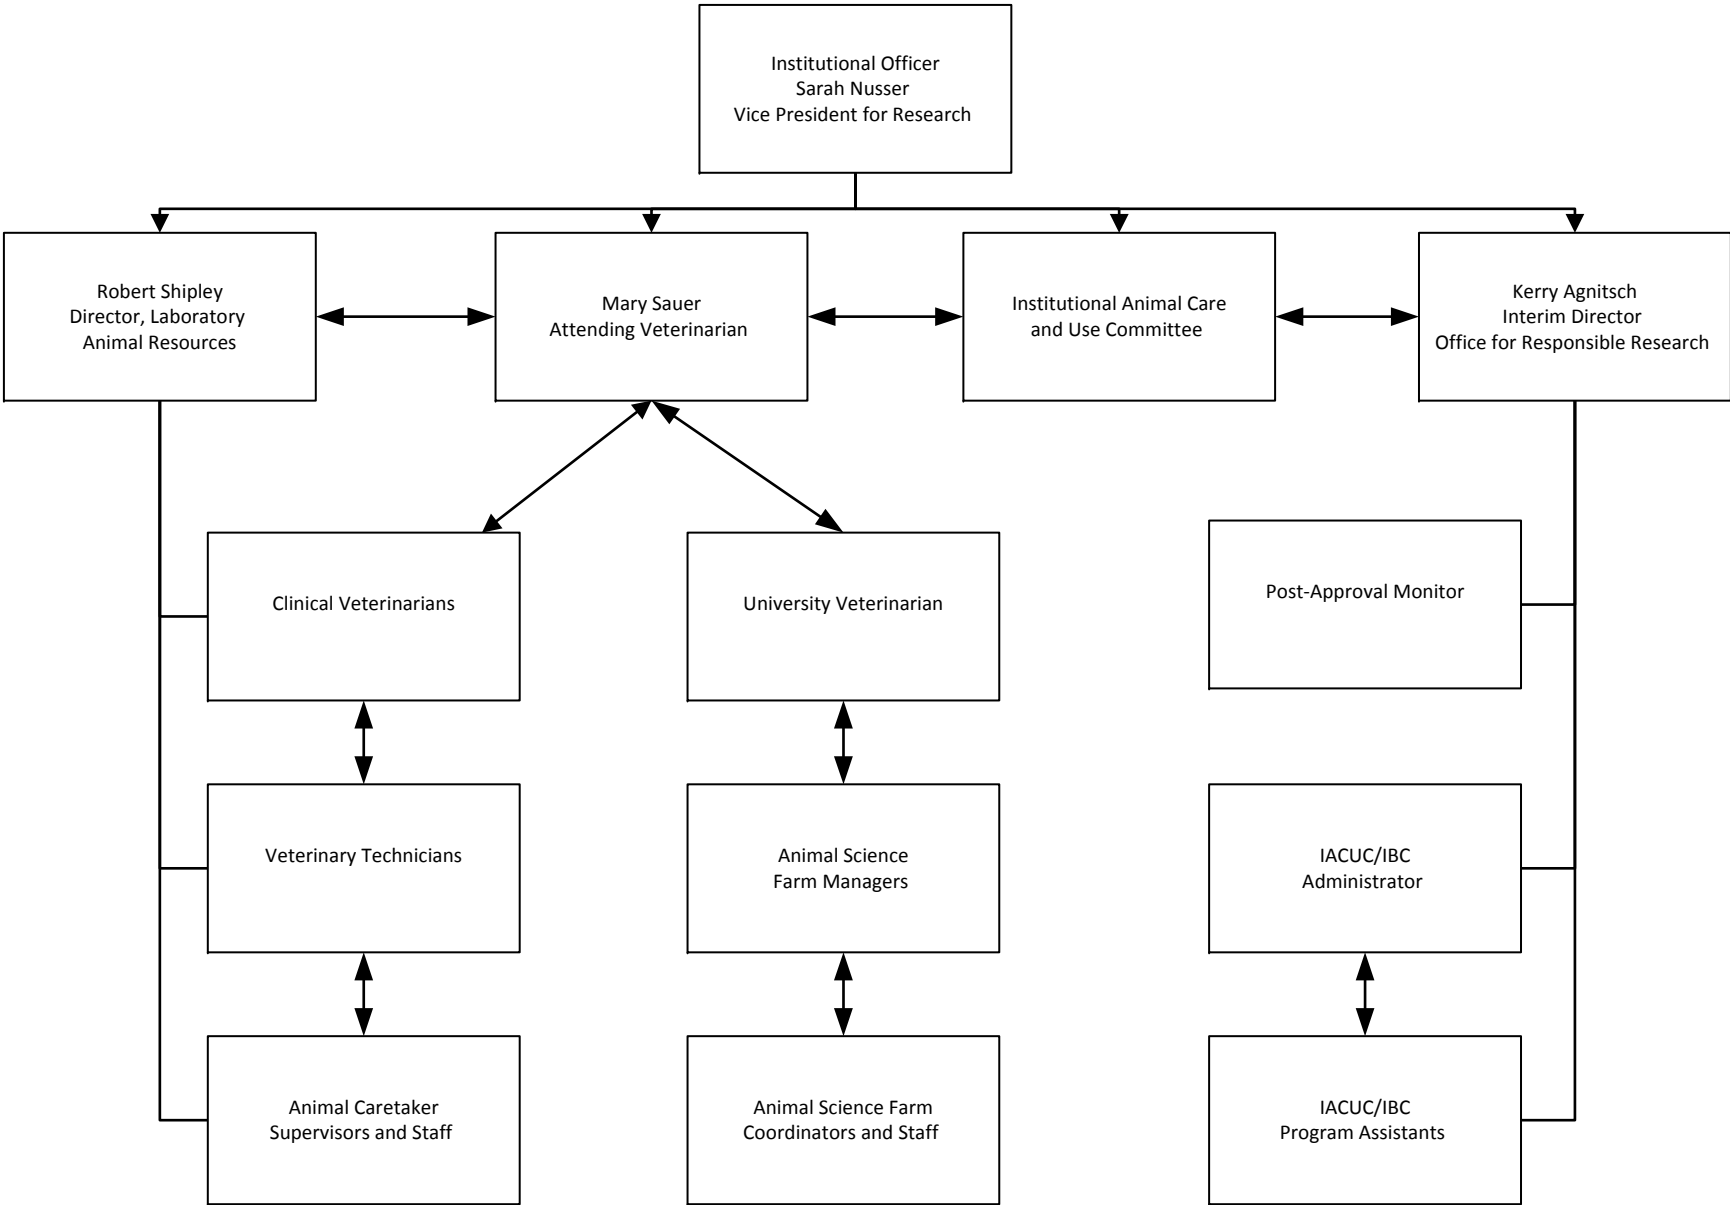 Institutional Officer
Sarah Nusser
Vice President for Research
Robert Shipley
Director, Laboratory
Animal Resources
Mary Sauer
Attending Veterinarian
Institutional Animal Care
and Use Committee
Kerry Agnitsch
Interim Director
Office for Responsible Research
Clinical Veterinarians
University Veterinarian
Post-Approval Monitor
Veterinary Technicians
Animal Science
Farm Managers
IACUC/IBC
Administrator
Animal Caretaker
Supervisors and Staff
Animal Science Farm
Coordinators and Staff
IACUC/IBC
Program Assistants